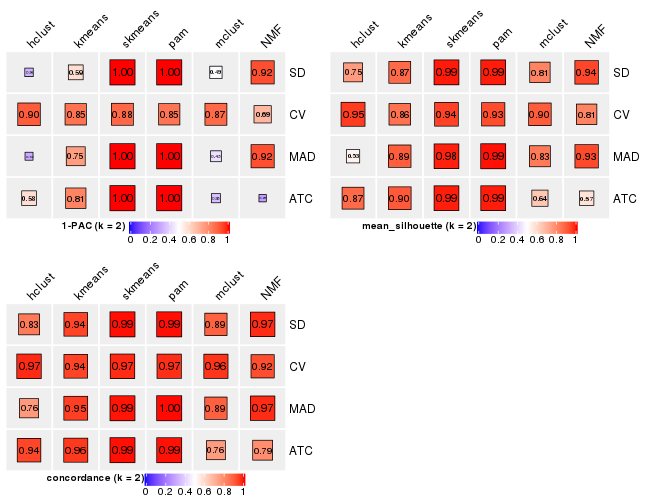 hclust kmeans skmeans pam mclust NMF
0.59 1.00 1.00 0.49 0.92 SD
0.90 0.85 0.88 0.85 0.87 0.69 CV
0.75 1.00 1.00 0.92 MAD
0.58 0.81 1.00 1.00 ATC
1-PAC (k = 2)
0 0.2 0.4 0.6 0.8 1
hclust kmeans skmeans pam mclust NMF
0.75 0.87 0.99 0.99 0.81 0.94 SD
0.95 0.86 0.94 0.93 0.90 0.81 CV
0.53 0.89 0.98 0.99 0.83 0.93 MAD
0.87 0.90 0.99 0.99 0.64 0.57 ATC
mean_silhouette (k = 2)
0 0.2 0.4 0.6 0.8 1
hclust kmeans skmeans pam mclust NMF
0.83 0.94 0.99 0.99 0.89 0.97 SD
0.97 0.94 0.97 0.97 0.96 0.92 CV
0.76 0.95 0.99 1.00 0.89 0.97 MAD
0.94 0.96 0.99 0.99 0.76 0.79 ATC
concordance (k = 2)
0 0.2 0.4 0.6 0.8 1